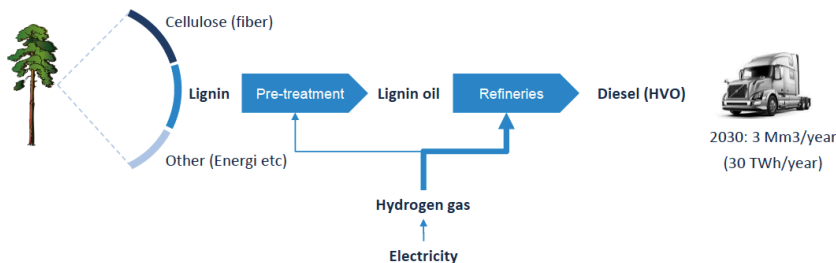 Cellulose (fiber)
Lignin
Pre-treatment
Lignin oil
Refineries
Diesel (HVO)
Other (Energi etc)
2030: 3 Mm3/year
(30 TWh/year)
Hydrogen gas
Electricity